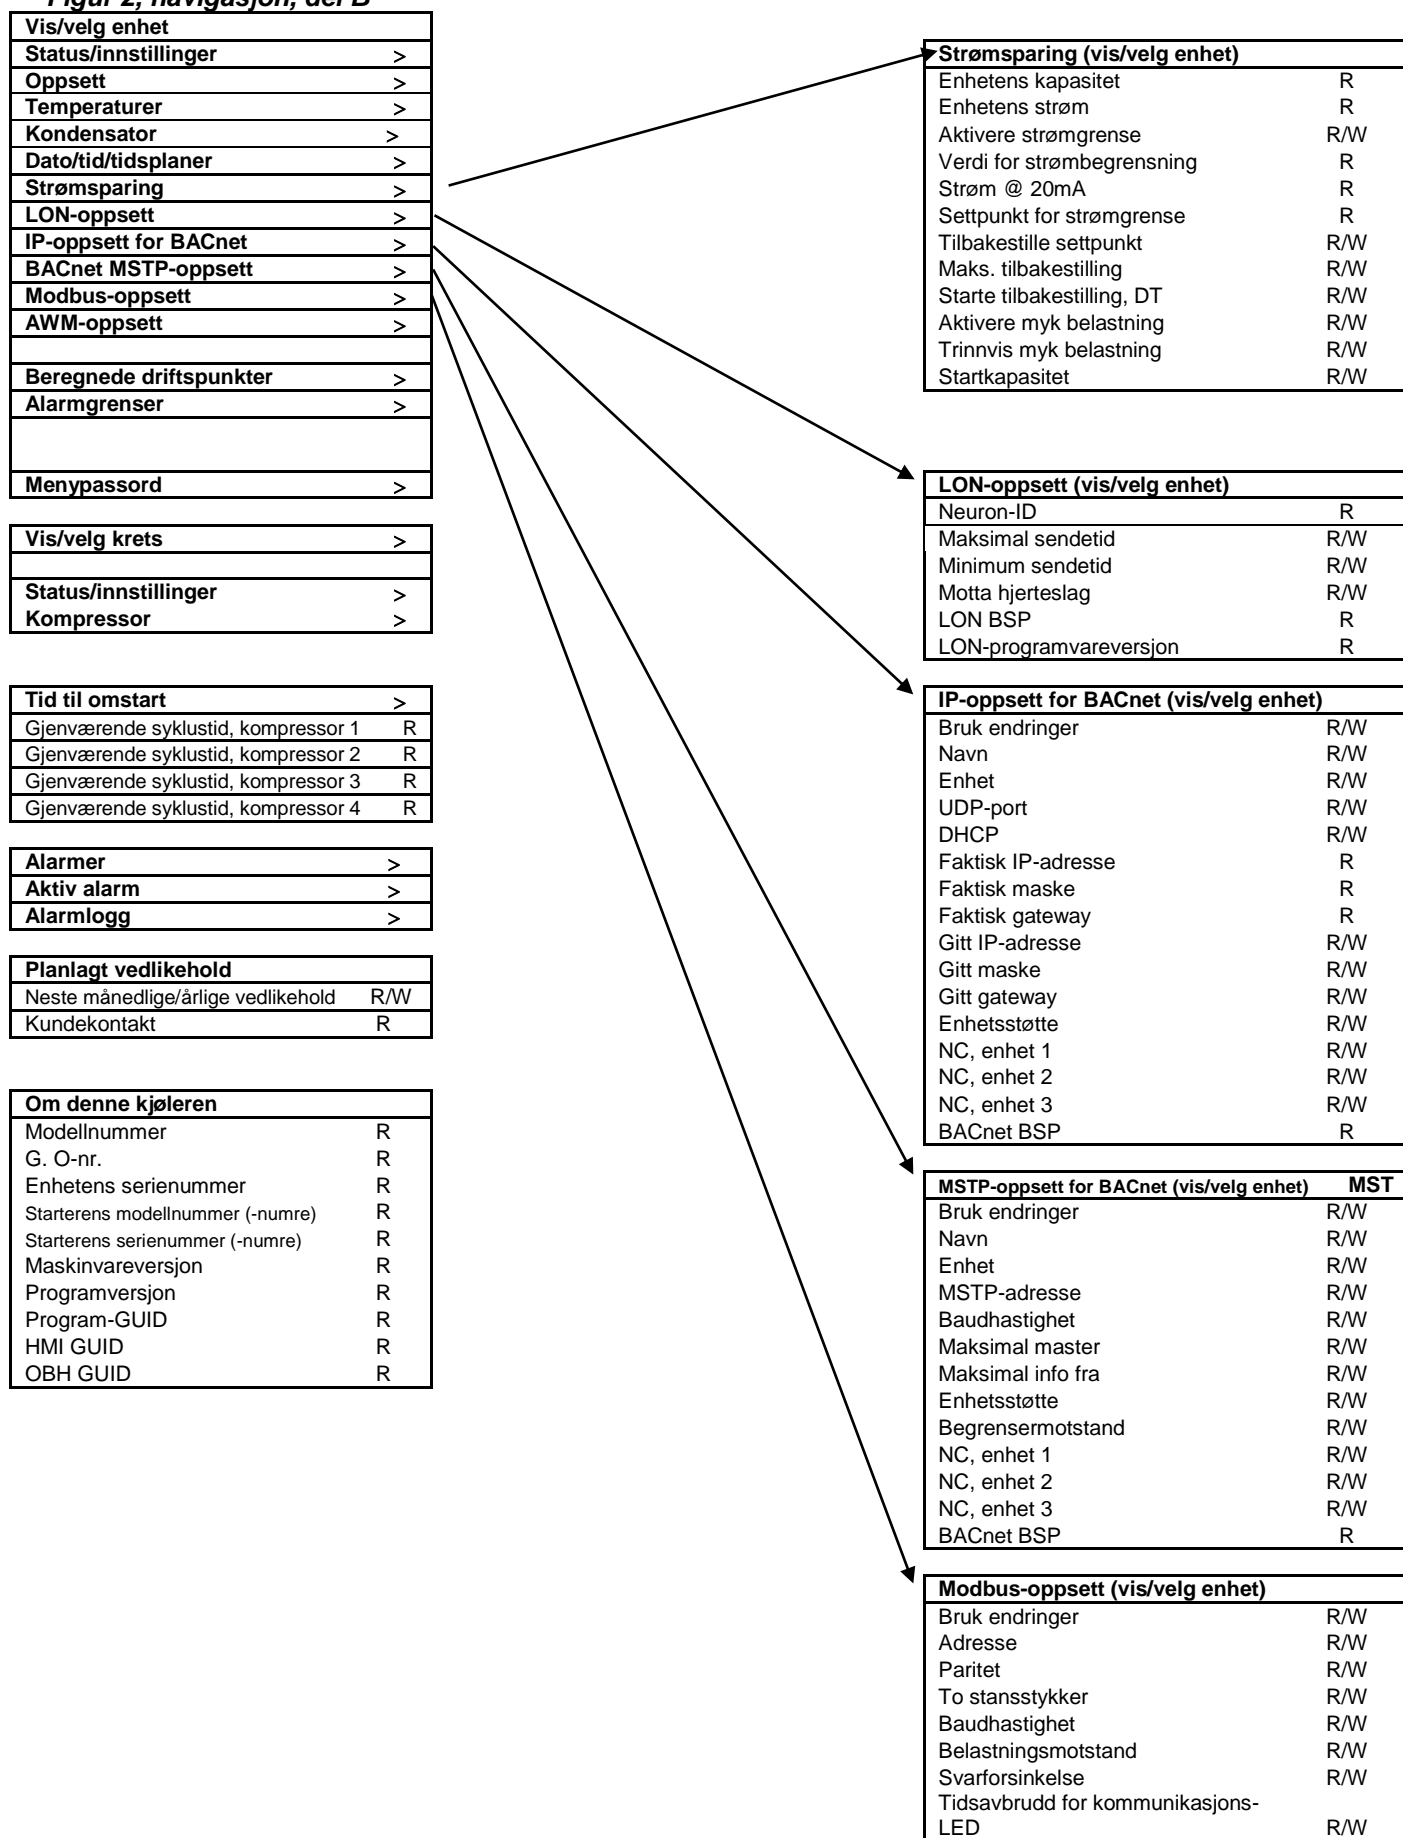 Figur 2, navigasjon, del B
Vis/velg enhet
Status/innstillinger >
Oppsett >
Temperaturer >
Kondensator >
Dato/tid/tidsplaner >
Strømsparing >
LON-oppsett >
IP-oppsett for BACnet >
BACnet MSTP-oppsett >
Modbus-oppsett >
AWM-oppsett >
Beregnede driftspunkter >
Alarmgrenser >
Menypassord >
Vis/velg krets >
Status/innstillinger >
Kompressor >
Tid til omstart >
Gjenværende syklustid, kompressor 1 R
Gjenværende syklustid, kompressor 2 R
Gjenværende syklustid, kompressor 3 R
Gjenværende syklustid, kompressor 4 R
Alarmer >
Aktiv alarm >
Alarmlogg >
Planlagt vedlikehold
Neste månedlige/årlige vedlikehold R/W
Kundekontakt R
Om denne kjøleren
Modellnummer R
G. O-nr. R
Enhetens serienummer R
Starterens modellnummer (-numre) R
Starterens serienummer (-numre) R
Maskinvareversjon R
Programversjon R
Program-GUID R
HMI GUID R
OBH GUID R
Strømsparing (vis/velg enhet)
Enhetens kapasitet R
Enhetens strøm R
Aktivere strømgrense R/W
Verdi for strømbegrensning R
Strøm @ 20mA R
Settpunkt for strømgrense R
Tilbakestille settpunkt R/W
Maks. tilbakestilling R/W
Starte tilbakestilling, DT R/W
Aktivere myk belastning R/W
Trinnvis myk belastning R/W
Startkapasitet R/W
LON-oppsett (vis/velg enhet)
Neuron-ID R
Maksimal sendetid R/W
Minimum sendetid R/W
Motta hjerteslag R/W
LON BSP R
LON-programvareversjon R
IP-oppsett for BACnet (vis/velg enhet)
Bruk endringer R/W
Navn R/W
Enhet R/W
UDP-port R/W
DHCP R/W
Faktisk IP-adresse R
Faktisk maske R
Faktisk gateway R
Gitt IP-adresse R/W
Gitt maske R/W
Gitt gateway R/W
Enhetsstøtte R/W
NC, enhet 1 R/W
NC, enhet 2 R/W
NC, enhet 3 R/W
BACnet BSP R
MSTP-oppsett for BACnet (vis/velg enhet) MST
Bruk endringer R/W
Navn R/W
Enhet R/W
MSTP-adresse R/W
Baudhastighet R/W
Maksimal master R/W
Maksimal info fra R/W
Enhetsstøtte R/W
Begrensermotstand R/W
NC, enhet 1 R/W
NC, enhet 2 R/W
NC, enhet 3 R/W
BACnet BSP R
Modbus-oppsett (vis/velg enhet)
Bruk endringer R/W
Adresse R/W
Paritet R/W
To stansstykker R/W
Baudhastighet R/W
Belastningsmotstand R/W
Svarforsinkelse R/W
Tidsavbrudd for kommunikasjons-
LED R/W